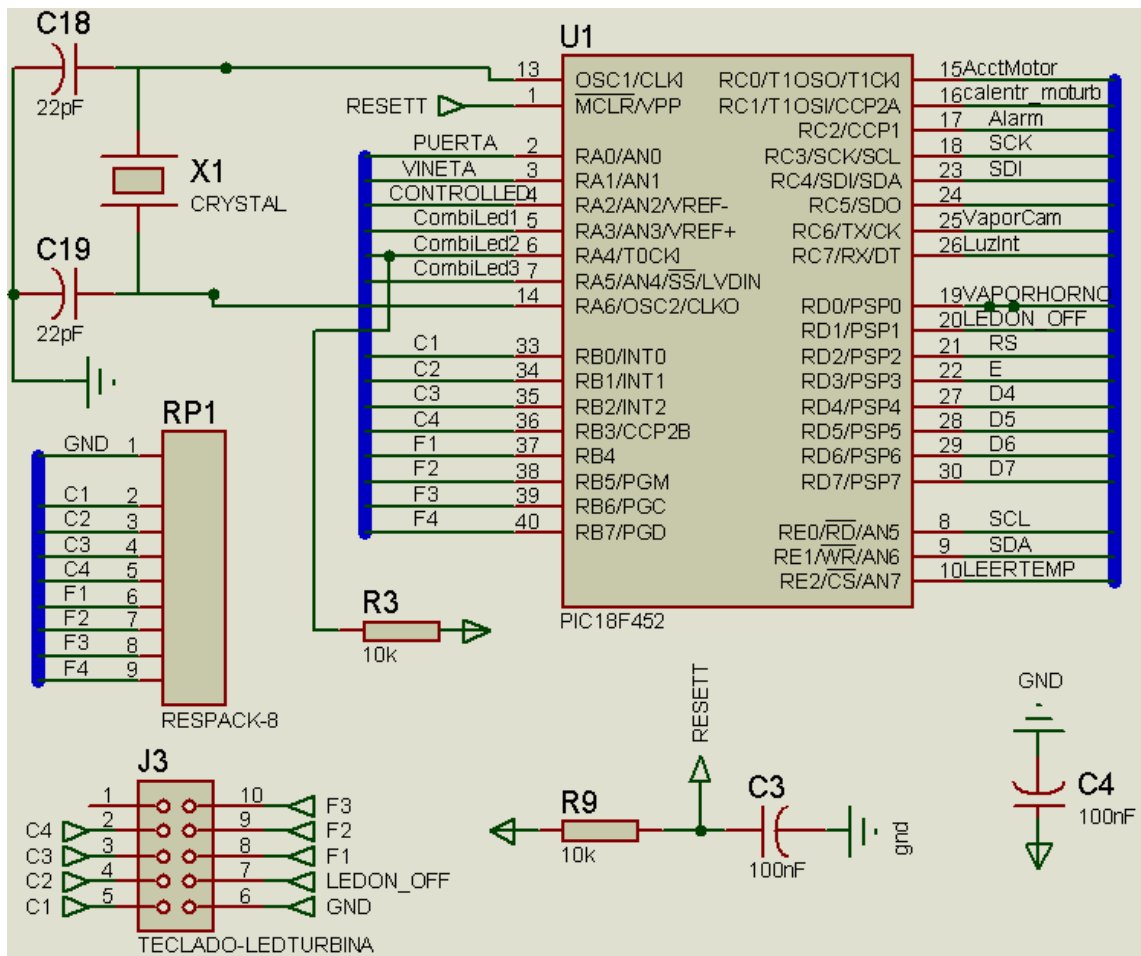 C18
22pF
X1
CRYSTAL
C19
22pF
U1
13 OSC1/CLKI
RESETT 1 MCLR/VPP
PUERTA 2 RA0/AN0
VINETA 3 RA1/AN1
CONTROLLED 4 RA2/AN2/VREF-
CombiLed1 5 RA3/AN3/VREF+
CombiLed2 6 RA4/T0CKI
CombiLed3 7 RA5/AN4/SS/LVDIN
14 RA6/OSC2/CLKO
C1 33 RB0/INT0
C2 34 RB1/INT1
C3 35 RB2/INT2
C4 36 RB3/CCP2B
F1 37 RB4
F2 38 RB5/PGM
F3 39 RB6/PGC
F4 40 RB7/PGD
RC0/T1OSO/T1CKI 15 AcctMotor
RC1/T1OSI/CCP2A 16 calentr_moturb
RC2/CCP1 17 Alarm
RC3/SCK/SCL 18 SCK
RC4/SDI/SDA 23 SDI
RC5/SDO 24
RC6/TX/CK 25 VaporCam
RC7/RX/DT 26 LuzInt
RD0/PSP0 19 VAPORHORNO
RD1/PSP1 20 LEDON_OFF
RD2/PSP2 21 RS
RD3/PSP3 22 E
RD4/PSP4 27 D4
RD5/PSP5 28 D5
RD6/PSP6 29 D6
RD7/PSP7 30 D7
RE0/RD/AN5 8 SCL
RE1/WR/AN6 9 SDA
RE2/CS/AN7 10 LEERTEMP
PIC18F452
RP1
GND 1
C1 2
C2 3
C3 4
C4 5
F1 6
F2 7
F3 8
F4 9
RESPACK-8
R3
10k
J3
1 10 F3
C4 2 9 F2
C3 3 8 F1
C2 4 7 LEDON_OFF
C1 5 6 GND
TECLADO-LEDTURBINA
RESETT
R9
10k
C3
100nF
gnd
GND
C4
100nF